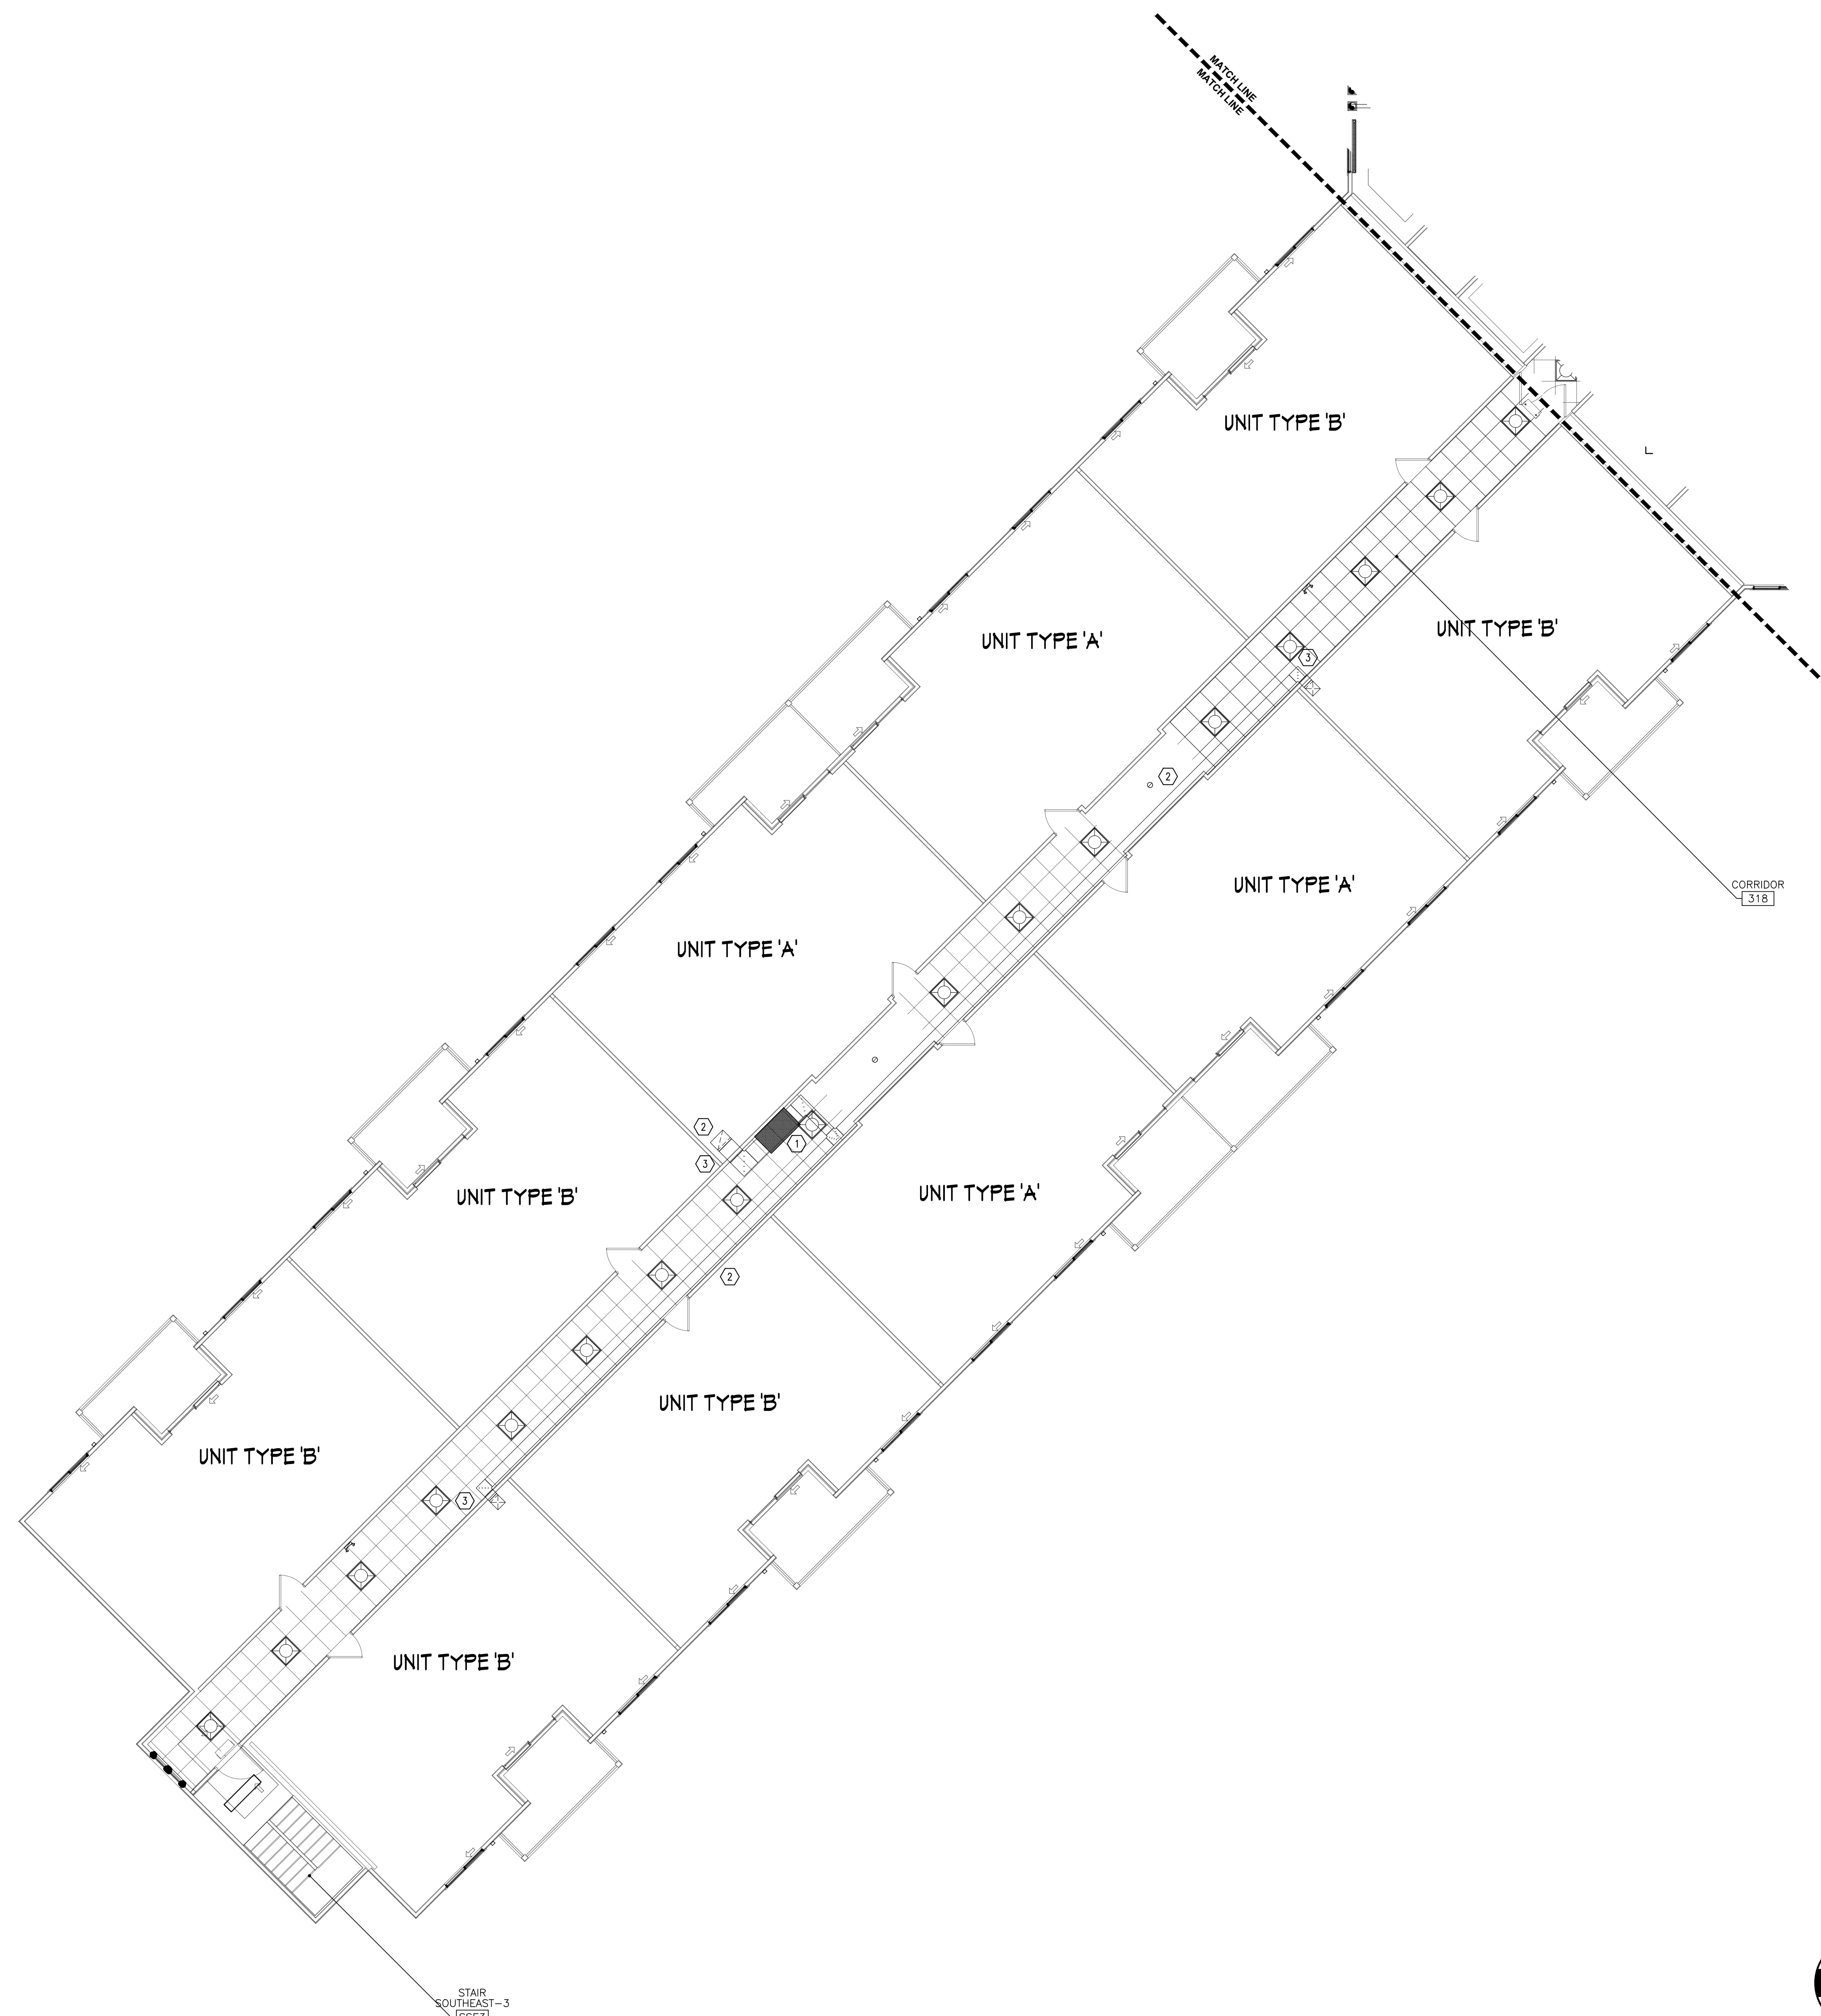 MATCH LINE
MATCH LINE
UNIT TYPE 'B'
UNIT TYPE 'B'
UNIT TYPE 'A'
3
2
UNIT TYPE 'A'
CORRIDOR
318
UNIT TYPE 'A'
2
1
3
UNIT TYPE 'B'
UNIT TYPE 'A'
2
UNIT TYPE 'B'
UNIT TYPE 'B'
3
UNIT TYPE 'B'
STAIR
SOUTHEAST-3